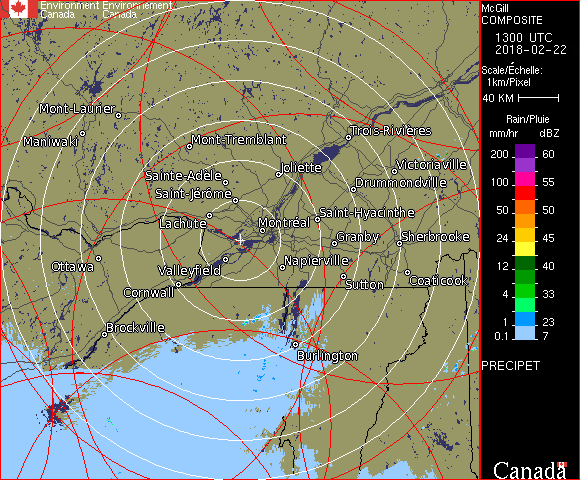 Environment Environnement
Canada Canada
McGill
COMPOSITE
1300 UTC
2018-02-22
Scale/Échelle:
1km/Pixel
40 KM
Rain/Pluie
mm/hr dBZ
200 60
100 55
50 50
24 45
12 40
4 33
1 23
0.1 7
PRECIPET
Canada
Mont-Laurier
Trois-Rivières
Maniwaki
Mont-Tremblant
Joliette
Victoriaville
Sainte-Adèle
Drummondville
Saint-Jérôme
Saint-Hyacinthe
Lachute
Montréal
Granby
Sherbrooke
Ottawa
Valleyfield
Napierville
Cornwall
Sutton
Coaticook
Brockville
Burlington